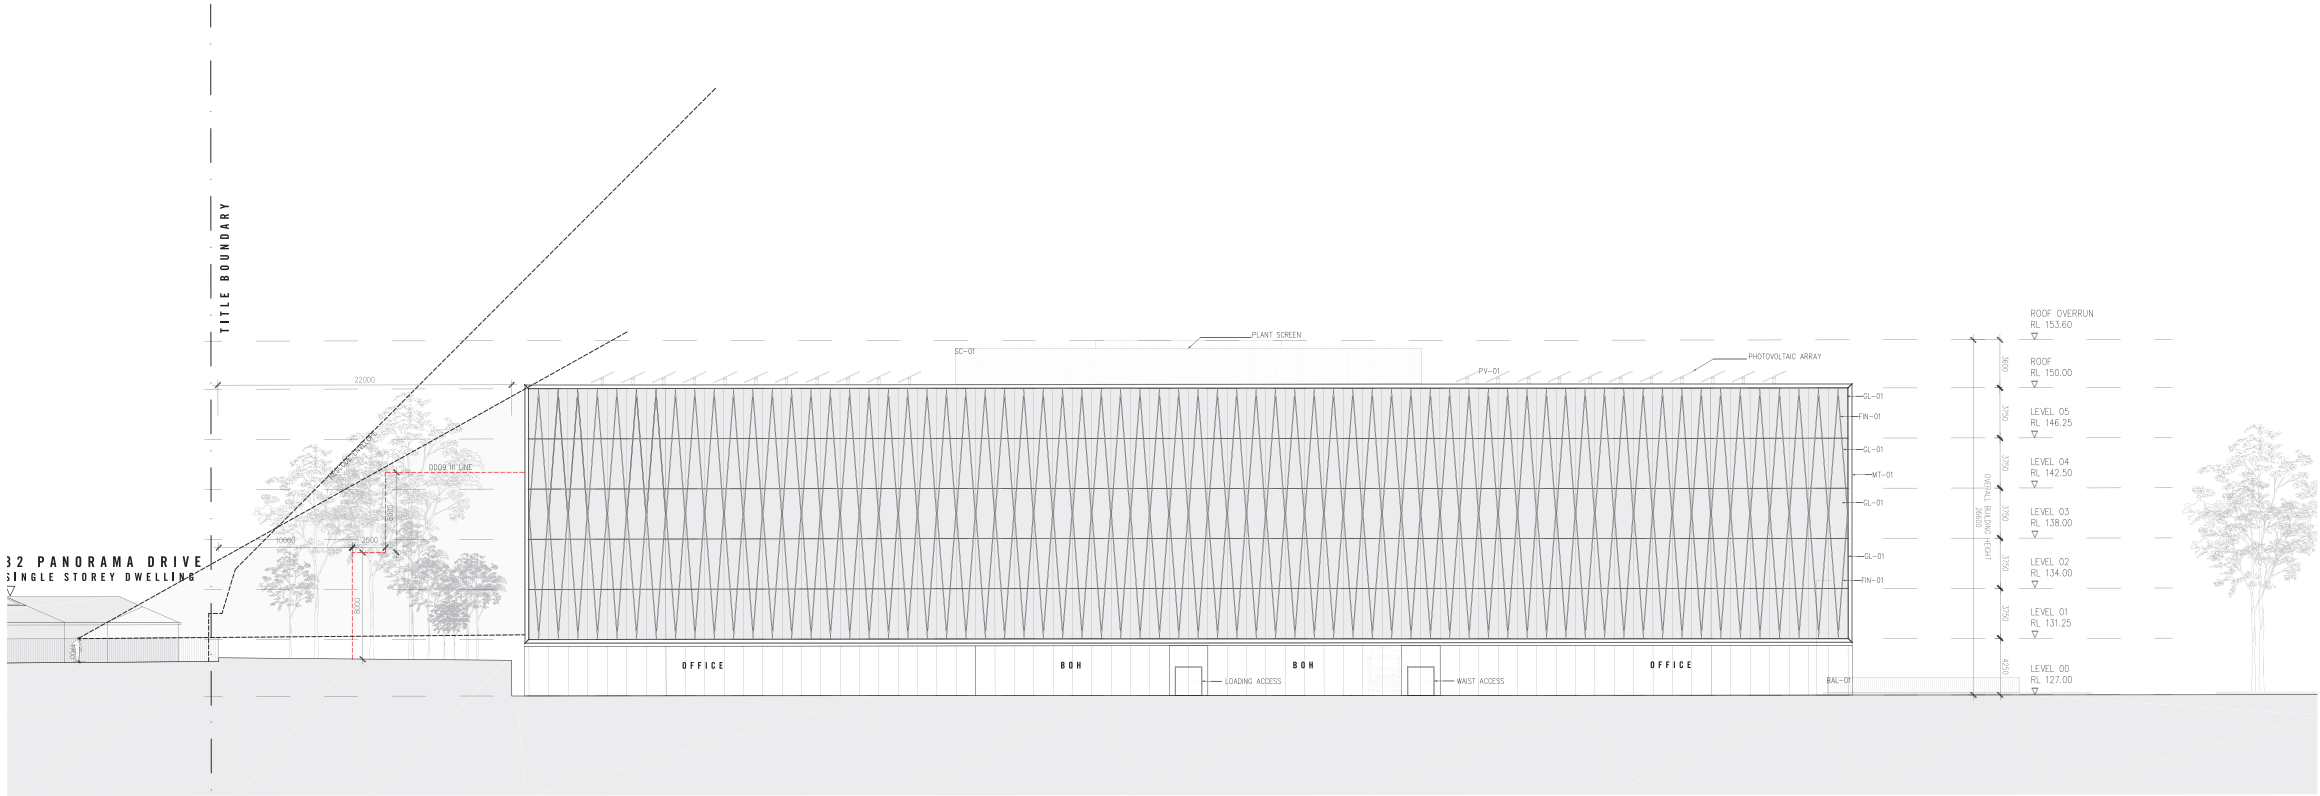 TITLE BOUNDARY
ROOF OVERRUN
RL 153.60
PLANT SCREEN
SC-01
PHOTOVOLTAIC ARRAY
3600
ROOF
RL 150.00
PV-01
22000
GL-01
FIN-01
3750
LEVEL 05
RL 146.25
GL-01
DDO9 III LINE
MT-01
3750
LEVEL 04
RL 142.50
GL-01
OVERALL BUILDING HEIGHT
26600
3750
LEVEL 03
RL 138.00
10000
2500
32 PANORAMA DRIVE
SINGLE STOREY DWELLING
GL-01
FIN-01
3750
LEVEL 02
RL 134.00
8000
3750
LEVEL 01
RL 131.25
OFFICE
BOH
BOH
OFFICE
LOADING ACCESS
WAIST ACCESS
BAL-01
4250
LEVEL 00
RL 127.00